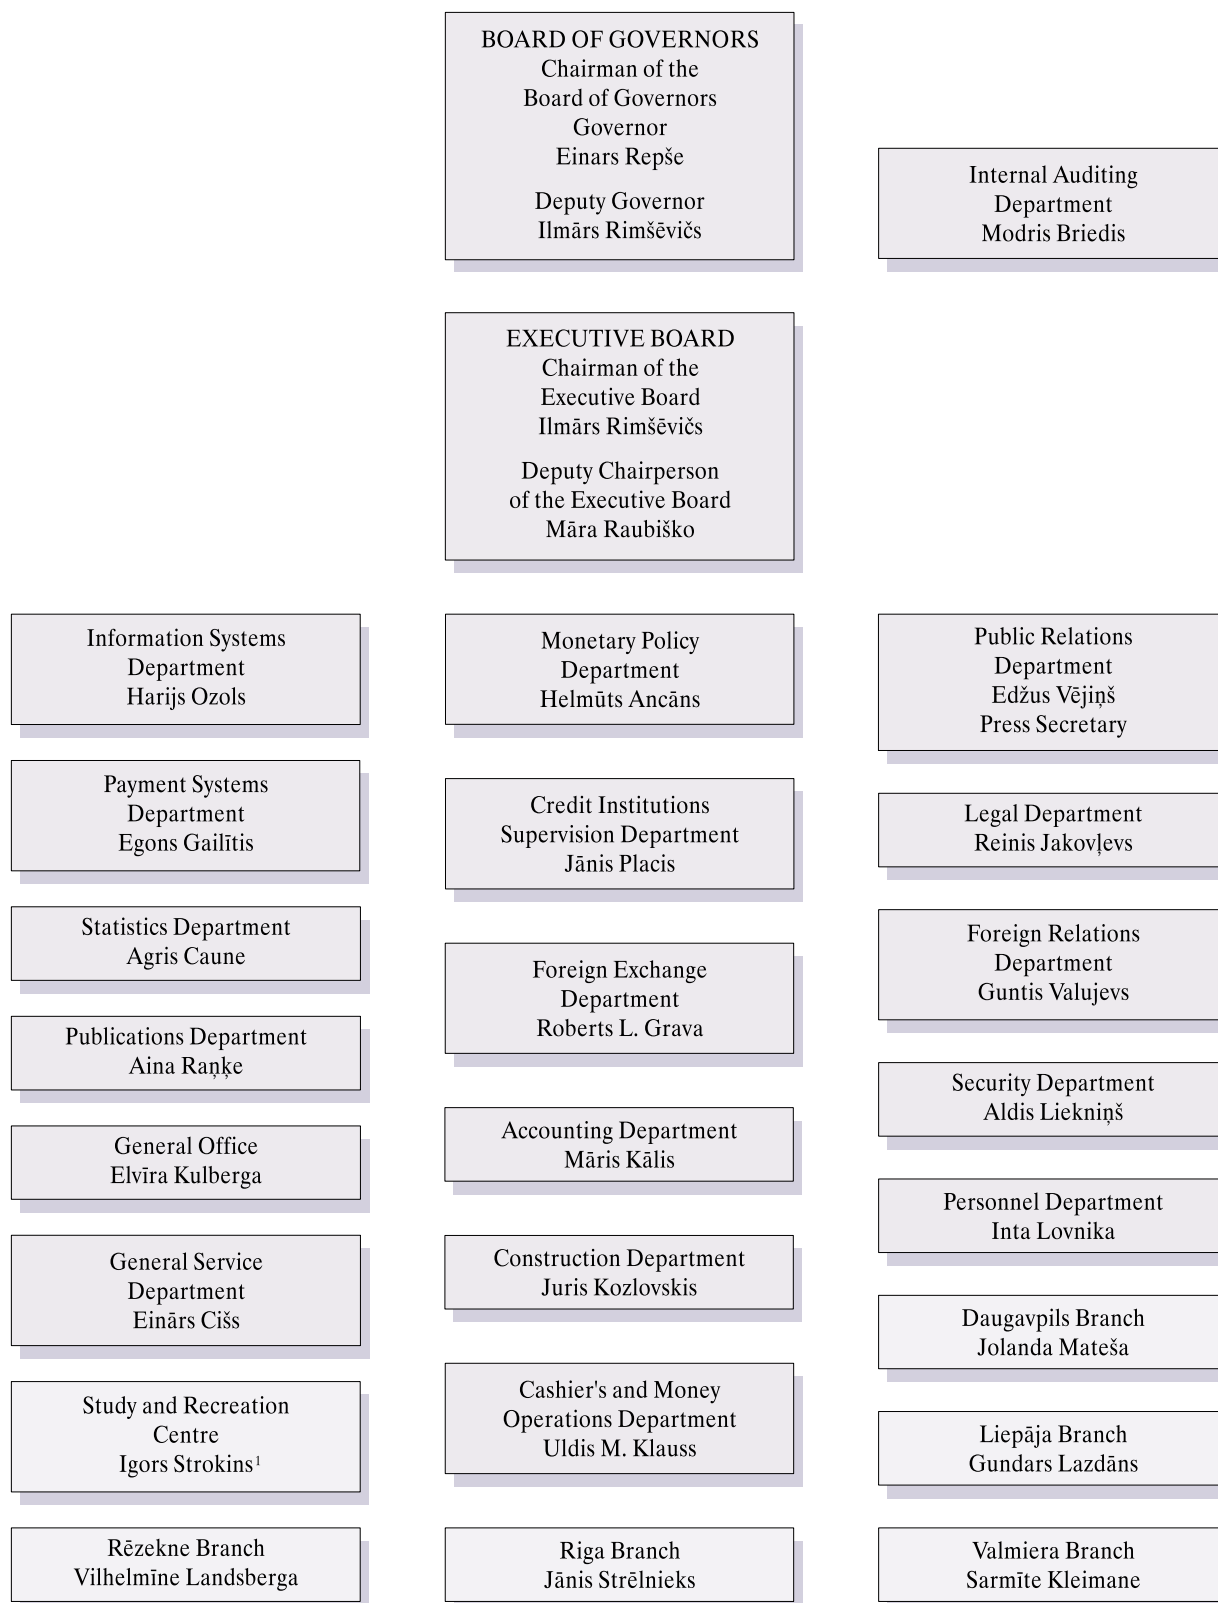 BOARD OF GOVERNORS
Chairman of the
Board of Governors
Governor
Einars Repše
Deputy Governor
Ilmārs Rimšēvičs
Internal Auditing
Department
Modris Briedis
EXECUTIVE BOARD
Chairman of the
Executive Board
Ilmārs Rimšēvičs
Deputy Chairperson
of the Executive Board
Māra Raubiško
Information Systems
Department
Harijs Ozols
Payment Systems
Department
Egons Gailītis
Statistics Department
Agris Caune
Publications Department
Aina Raņķe
General Office
Elvīra Kulberga
General Service
Department
Einārs Cišs
Study and Recreation
Centre
Igors Strokins¹
Rēzekne Branch
Vilhelmīne Landsberga
Monetary Policy
Department
Helmūts Ancāns
Credit Institutions
Supervision Department
Jānis Placis
Foreign Exchange
Department
Roberts L. Grava
Accounting Department
Māris Kālis
Construction Department
Juris Kozlovskis
Cashier's and Money
Operations Department
Uldis M. Klauss
Riga Branch
Jānis Strēlnieks
Public Relations
Department
Edžus Vējiņš
Press Secretary
Legal Department
Reinis Jakovļevs
Foreign Relations
Department
Guntis Valujevs
Security Department
Aldis Liekniņš
Personnel Department
Inta Lovnika
Daugavpils Branch
Jolanda Mateša
Liepāja Branch
Gundars Lazdāns
Valmiera Branch
Sarmīte Kleimane